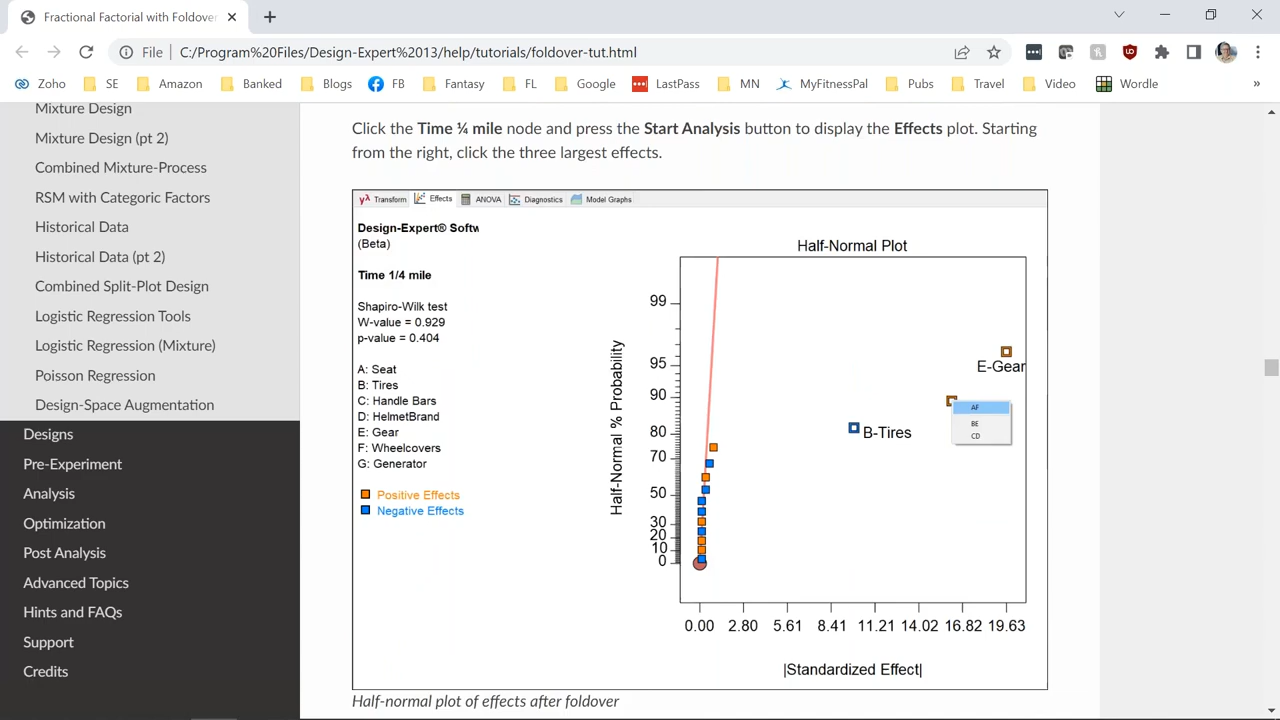 Fractional Factorial with Foldover
File
C:/Program%20Files/Design-Expert%2013/help/tutorials/foldover-tut.html
Zoho
SE
Amazon
Banked
Blogs
FB
Fantasy
FL
Google
LastPass
MN
MyFitnessPal
Pubs
Travel
Video
Wordle
»
Mixture Design
Mixture Design (pt 2)
Combined Mixture-Process
RSM with Categoric Factors
Historical Data
Historical Data (pt 2)
Combined Split-Plot Design
Logistic Regression Tools
Logistic Regression (Mixture)
Poisson Regression
Design-Space Augmentation
Designs
Pre-Experiment
Analysis
Optimization
Post Analysis
Advanced Topics
Hints and FAQs
Support
Credits
Click the Time ¼ mile node and press the Start Analysis button to display the Effects plot. Starting
from the right, click the three largest effects.
yλ Transform
Effects
ANOVA
Diagnostics
Model Graphs
Design-Expert® Softw
(Beta)
Time 1/4 mile
Shapiro-Wilk test
W-value = 0.929
p-value = 0.404
A: Seat
B: Tires
C: Handle Bars
D: HelmetBrand
E: Gear
F: Wheelcovers
G: Generator
Positive Effects
Negative Effects
Half-Normal Plot
Half-Normal % Probability
99
95
90
80
70
50
30
20
10
0
E-Gear
AF
BE
CD
B-Tires
0.00 2.80 5.61 8.41 11.21 14.02 16.82 19.63
|Standardized Effect|
Half-normal plot of effects after foldover